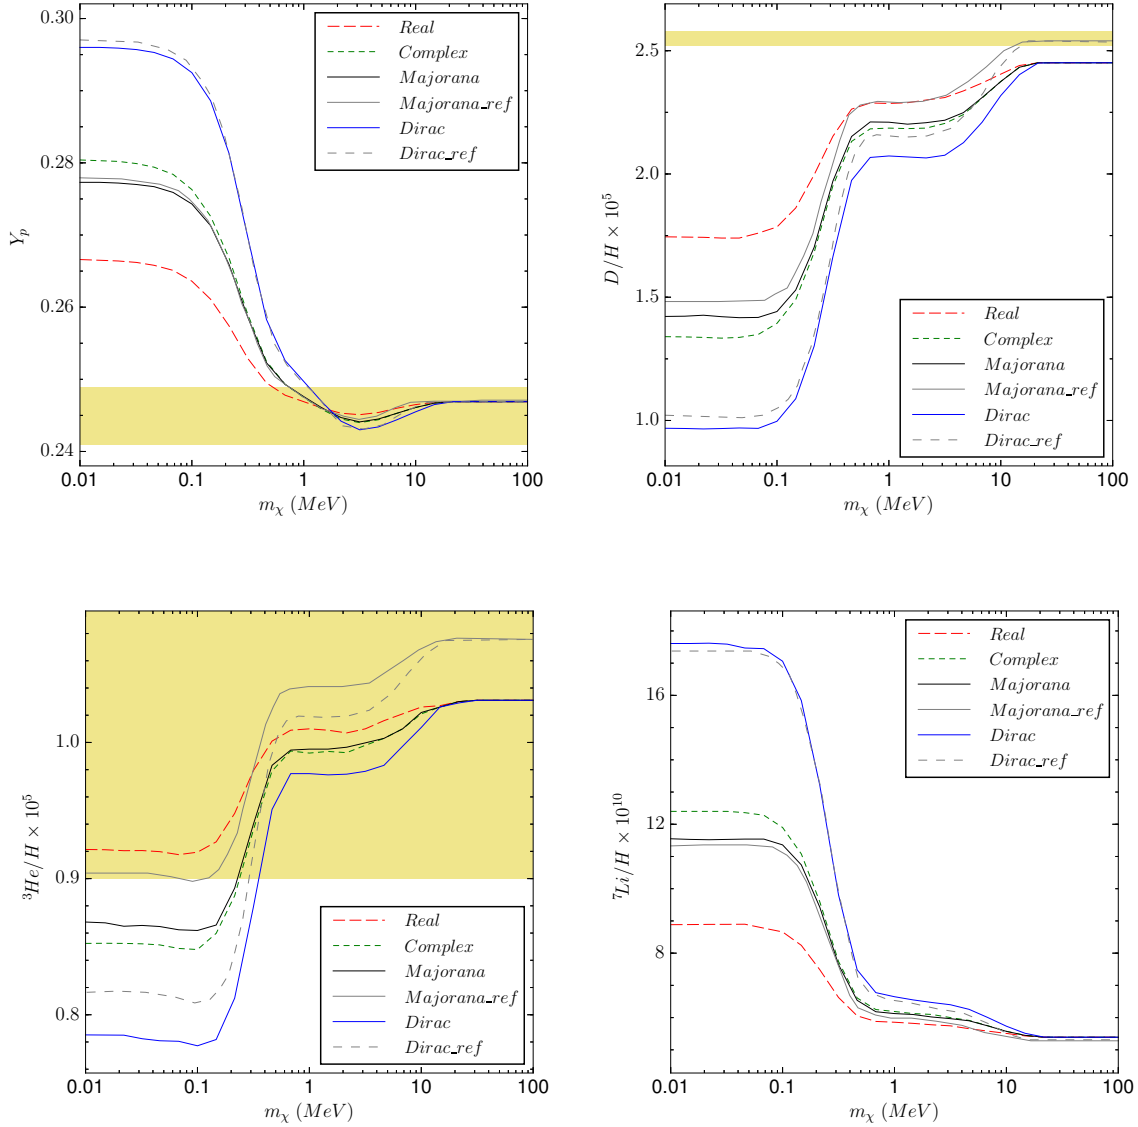 0.30
0.28
0.26
0.24
Y_p
0.01 0.1 1 10 100
m_χ (MeV)
Real
Complex
Majorana
Majorana_ref
Dirac
Dirac_ref
2.5
2.0
1.5
1.0
D/H × 10^5
0.01 0.1 1 10 100
m_χ (MeV)
Real
Complex
Majorana
Majorana_ref
Dirac
Dirac_ref
1.0
0.9
0.8
^3He/H × 10^5
0.01 0.1 1 10 100
m_χ (MeV)
Real
Complex
Majorana
Majorana_ref
Dirac
Dirac_ref
16
12
8
4
^7Li/H × 10^10
0.01 0.1 1 10 100
m_χ (MeV)
Real
Complex
Majorana
Majorana_ref
Dirac
Dirac_ref